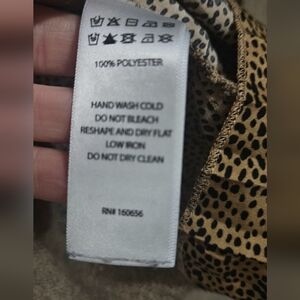 100% POLYESTER
HAND WASH COLD
DO NOT BLEACH
RESHAPE AND DRY FLAT
LOW IRON
DO NOT DRY CLEAN
RN# 160656